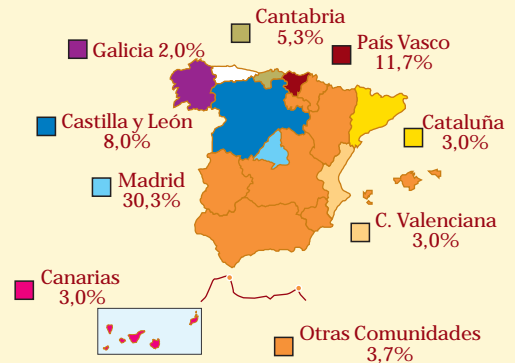 Cantabria
5,3%
Galicia 2,0%
País Vasco
11,7%
Castilla y León
8,0%
Cataluña
3,0%
Madrid
30,3%
C. Valenciana
3,0%
Canarias
3,0%
Otras Comunidades
3,7%